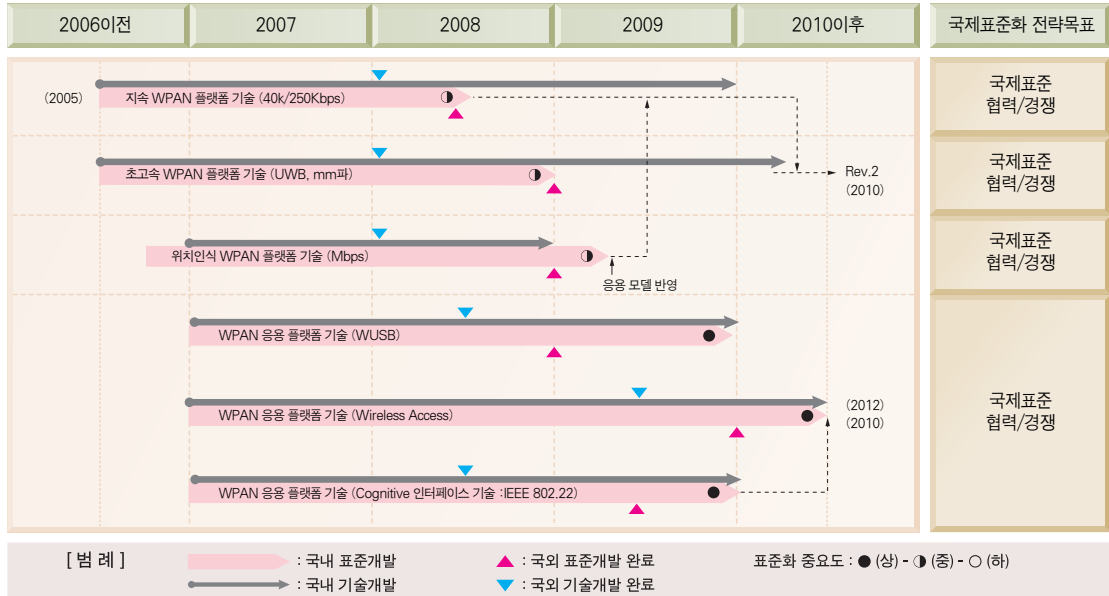 2006이전
2007
2008
2009
2010이후
국제표준화 전략목표
(2005)
지속 WPAN 플랫폼 기술 (40k/250Kbps)
국제표준
협력/경쟁
초고속 WPAN 플랫폼 기술 (UWB, mm파)
Rev.2
(2010)
국제표준
협력/경쟁
위치인식 WPAN 플랫폼 기술 (Mbps)
응용 모델 반영
국제표준
협력/경쟁
WPAN 응용 플랫폼 기술 (WUSB)
WPAN 응용 플랫폼 기술 (Wireless Access)
(2012)
(2010)
국제표준
협력/경쟁
WPAN 응용 플랫폼 기술 (Cognitive 인터페이스 기술 :IEEE 802.22)
[ 범 례 ]
: 국내 표준개발
: 국외 표준개발 완료
표준화 중요도 : ● (상) - ◑ (중) - ○ (하)
: 국내 기술개발
: 국외 기술개발 완료